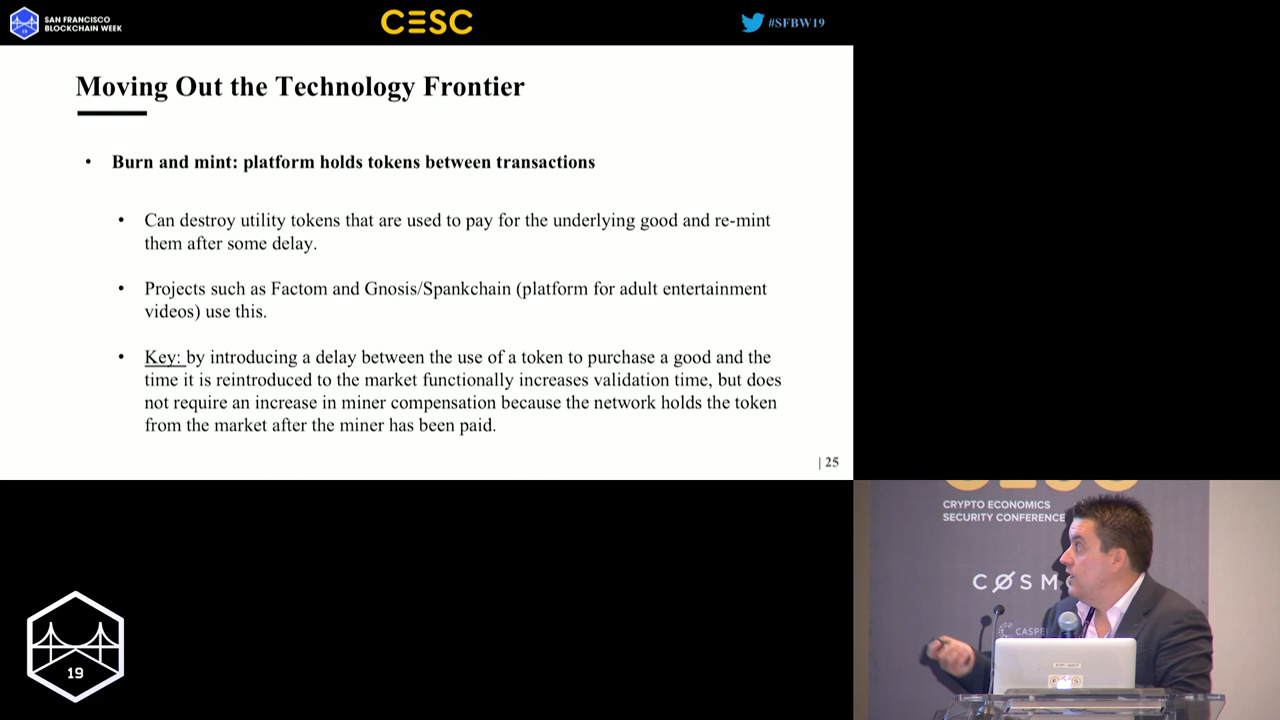 SAN FRANCISCO
BLOCKCHAIN WEEK
CESC
#SFBW19
Moving Out the Technology Frontier
• Burn and mint: platform holds tokens between transactions
• Can destroy utility tokens that are used to pay for the underlying good and re-mint
them after some delay.
• Projects such as Factom and Gnosis/Spankchain (platform for adult entertainment
videos) use this.
• Key: by introducing a delay between the use of a token to purchase a good and the
time it is reintroduced to the market functionally increases validation time, but does
not require an increase in miner compensation because the network holds the token
from the market after the miner has been paid.
| 25
CRYPTO ECONOMICS
SECURITY CONFERENCE
COSM
CASPE
19